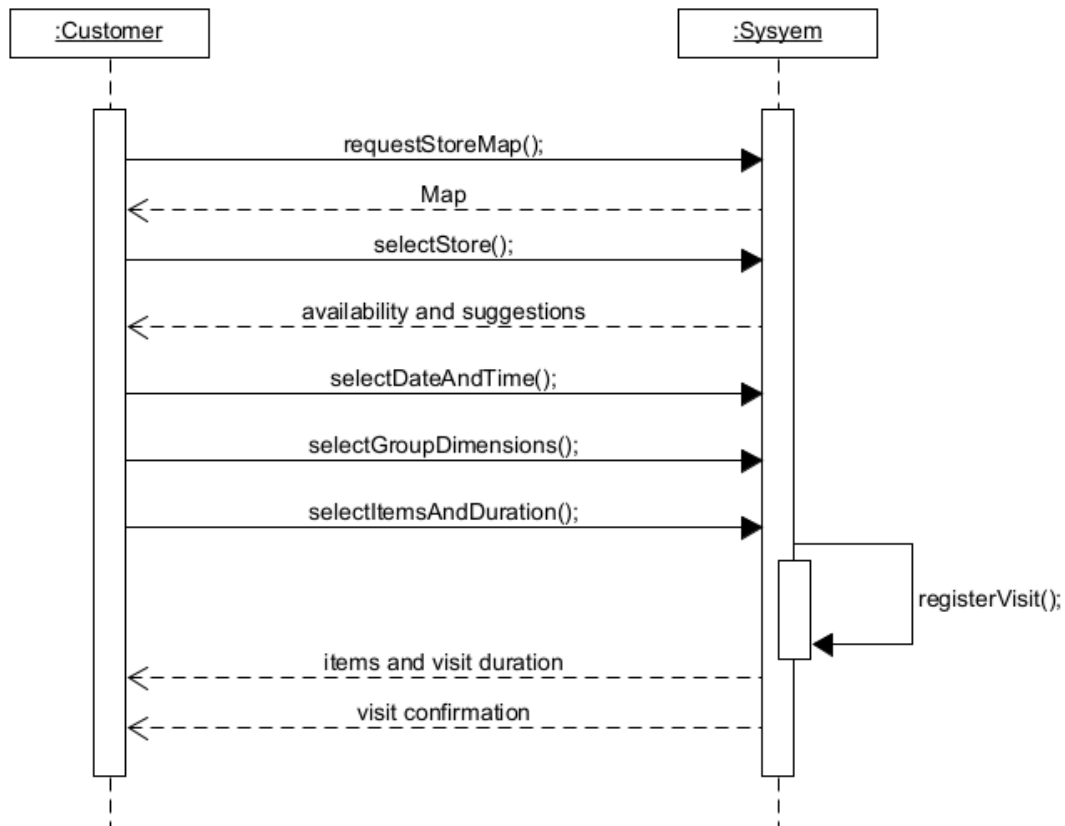 :Customer
:Sysyem
requestStoreMap();
Map
selectStore();
availability and suggestions
selectDateAndTime();
selectGroupDimensions();
selectItemsAndDuration();
registerVisit();
items and visit duration
visit confirmation